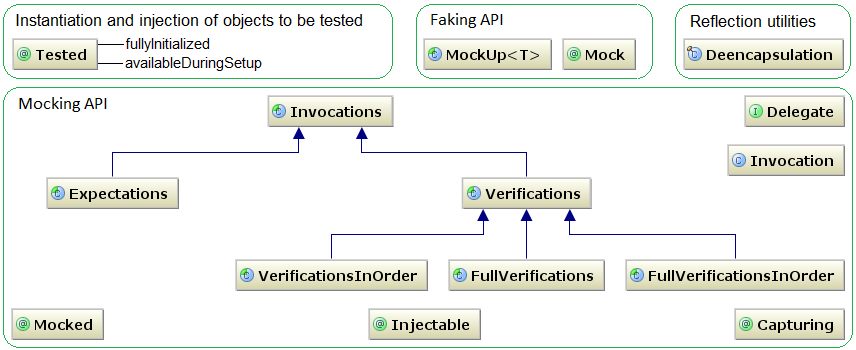 Instantiation and injection of objects to be tested
@ Tested
fullyInitialized
availableDuringSetup
Faking API
C MockUp<T>
@ Mock
Reflection utilities
C Deencapsulation
Mocking API
C Invocations
I Delegate
C Invocation
C Expectations
C Verifications
C VerificationsInOrder
C FullVerifications
C FullVerificationsInOrder
@ Mocked
@ Injectable
@ Capturing